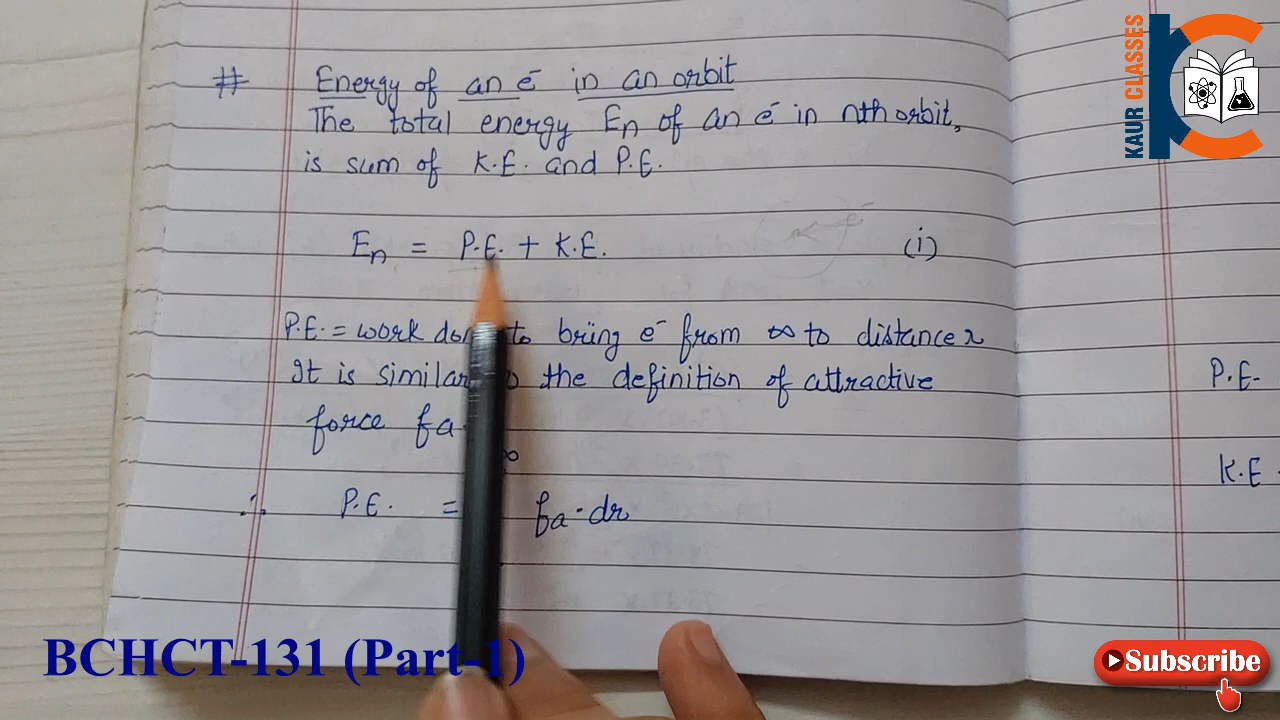 # Energy of an e⁻ in an orbit
The total energy En of an e⁻ in nth orbit,
is sum of K.E. and P.E.
En = P.E. + K.E. (i)
P.E. = work to bring e⁻ from ∞ to distance r
It is similar the definition of attractive
force fa
∞
∴ P.E. = fa · dr
P.E.
K.E
KAUR CLASSES
BCHCT-131 (Part-1)
Subscribe